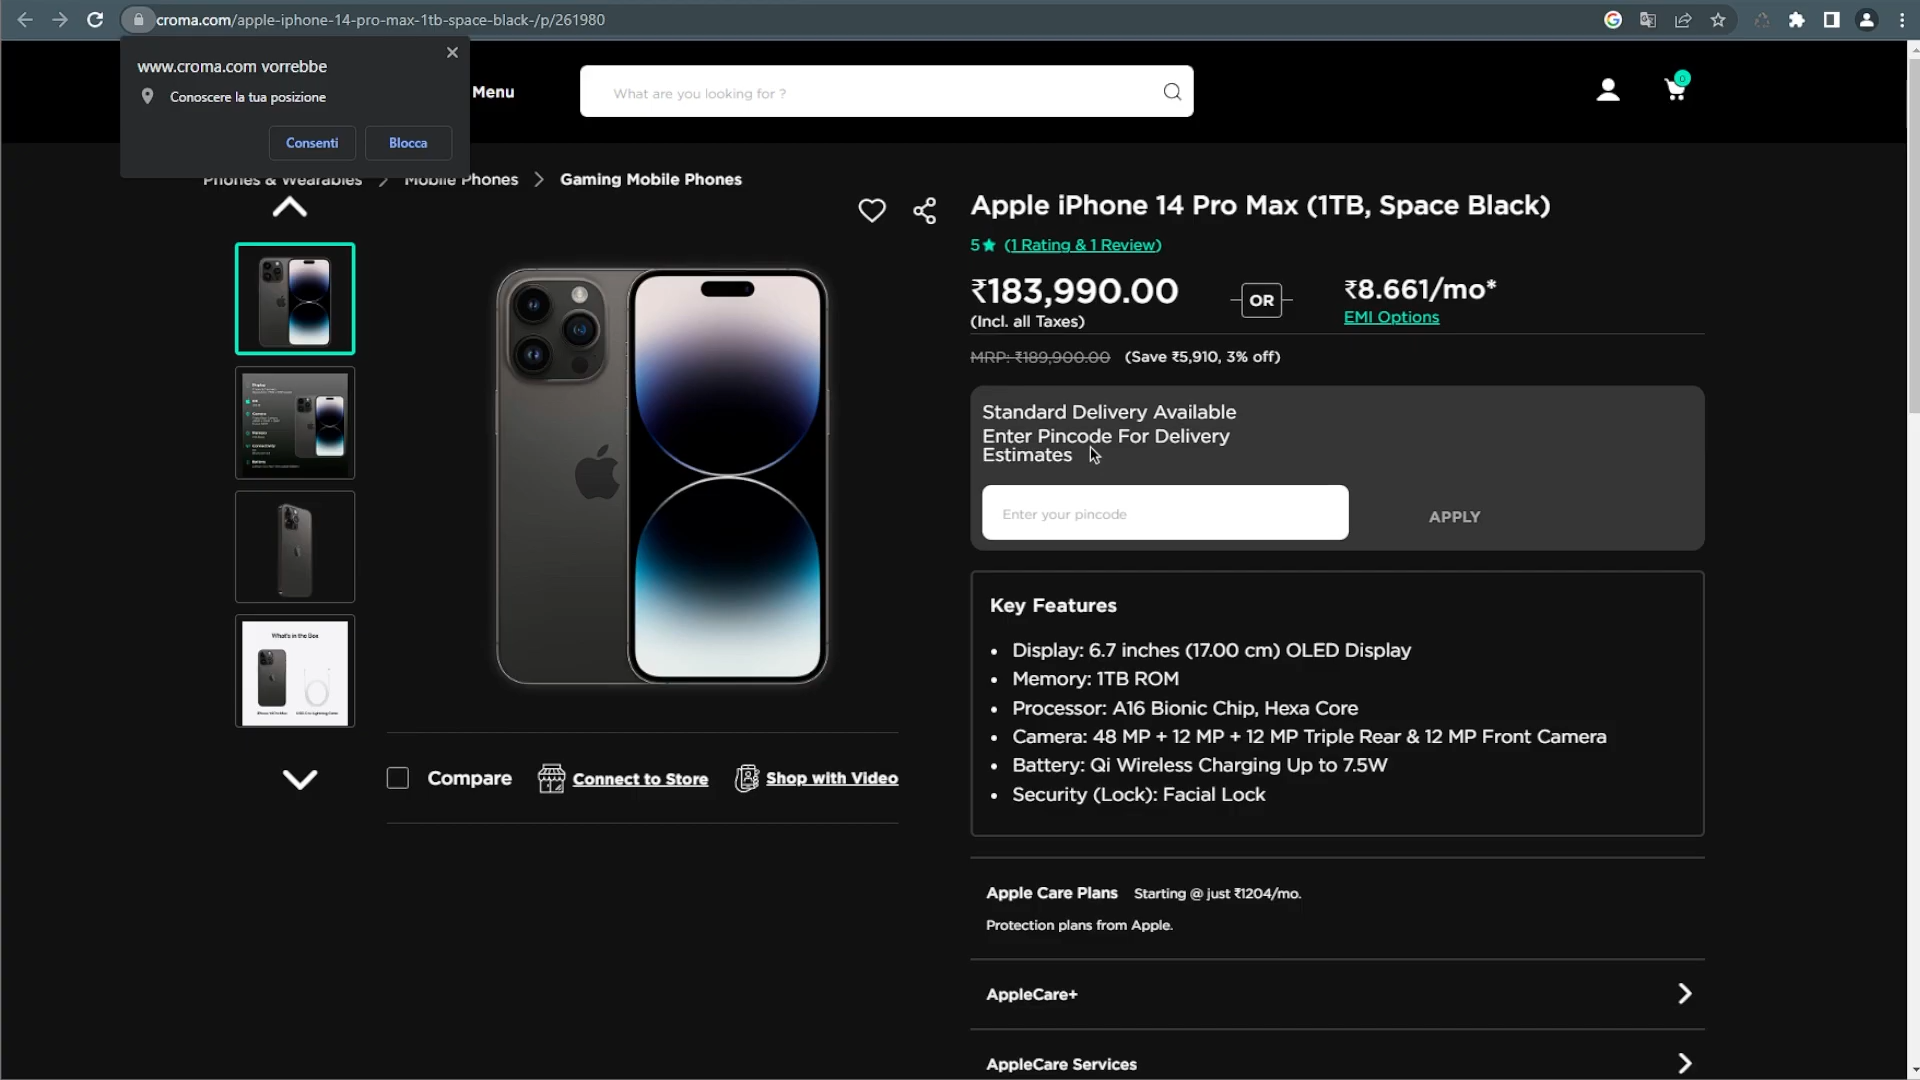 croma.com/apple-iphone-14-pro-max-1tb-space-black-/p/261980
www.croma.com vorrebbe
Conoscere la tua posizione
Consenti
Blocca
Menu
What are you looking for ?
0
Phones & Wearables
Mobile Phones
Gaming Mobile Phones
Apple iPhone 14 Pro Max (1TB, Space Black)
5★ (1 Rating & 1 Review)
₹183,990.00
(Incl. all Taxes)
OR
₹8.661/mo*
EMI Options
MRP: ₹189,900.00 (Save ₹5,910, 3% off)
Standard Delivery Available
Enter Pincode For Delivery
Estimates
Enter your pincode
APPLY
What's in the Box
Compare
Connect to Store
Shop with Video
Key Features
• Display: 6.7 inches (17.00 cm) OLED Display
• Memory: 1TB ROM
• Processor: A16 Bionic Chip, Hexa Core
• Camera: 48 MP + 12 MP + 12 MP Triple Rear & 12 MP Front Camera
• Battery: Qi Wireless Charging Up to 7.5W
• Security (Lock): Facial Lock
Apple Care Plans Starting @ just ₹1204/mo.
Protection plans from Apple.
AppleCare+
AppleCare Services